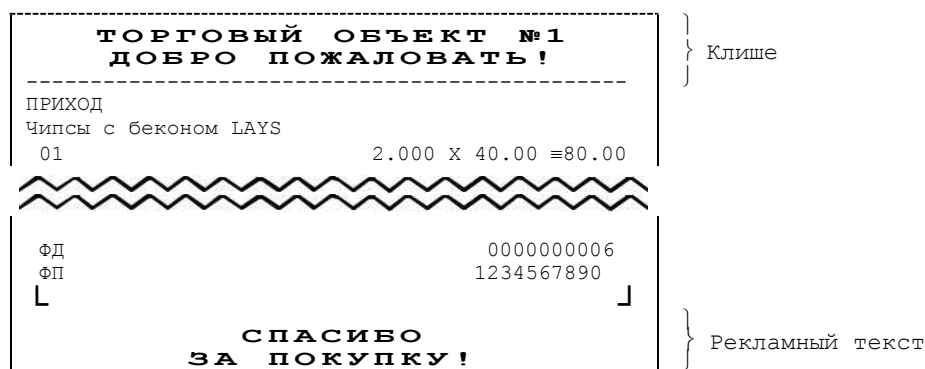 ТОРГОВЫЙ ОБЪЕКТ №1
ДОБРО ПОЖАЛОВАТЬ!
Клише
ПРИХОД
Чипсы с беконом LAYS
01 2.000 X 40.00 ≡80.00
ФД 0000000006
ФП 1234567890
СПАСИБО
ЗА ПОКУПКУ!
Рекламный текст